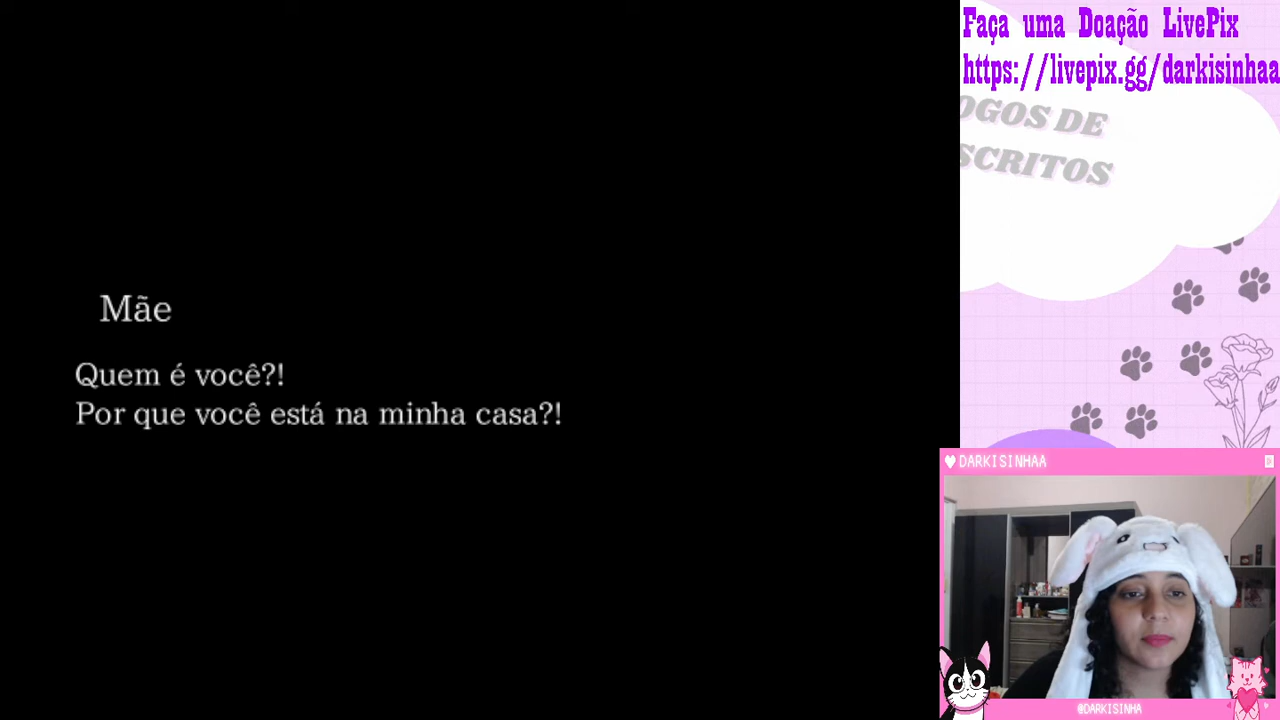 Faça uma Doação LivePix
https://livepix.gg/darkisinhaa
OGOS DE
SCRITOS
Mãe
Quem é você?!
Por que você está na minha casa?!
DARKISINHAA
@DARKISINHA